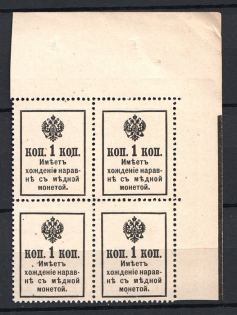 КОП. 1 КОП. КОП. 1 КОП.
Имѣетъ Имѣетъ
хожденіе нарав- хожденіе нарав-
нѣ съ мѣдной нѣ съ мѣдной
монетой. монетой.
КОП. 1 КОП. КОП. 1 КОП.
Имѣетъ Имѣетъ
хожденіе нарав- хожденіе нарав-
нѣ съ мѣдной нѣ съ мѣдной
монетой. монетой.